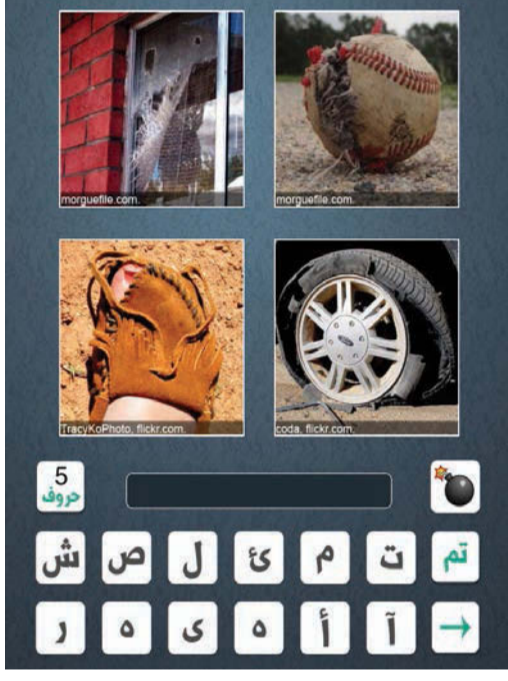 morguefile.com.
morguefile.com.
TracyKoPhoto, flickr.com.
coda, flickr.com.
5
حروف
تم ت م ئ ل ص ش
→ آ أ ه ى ه ر